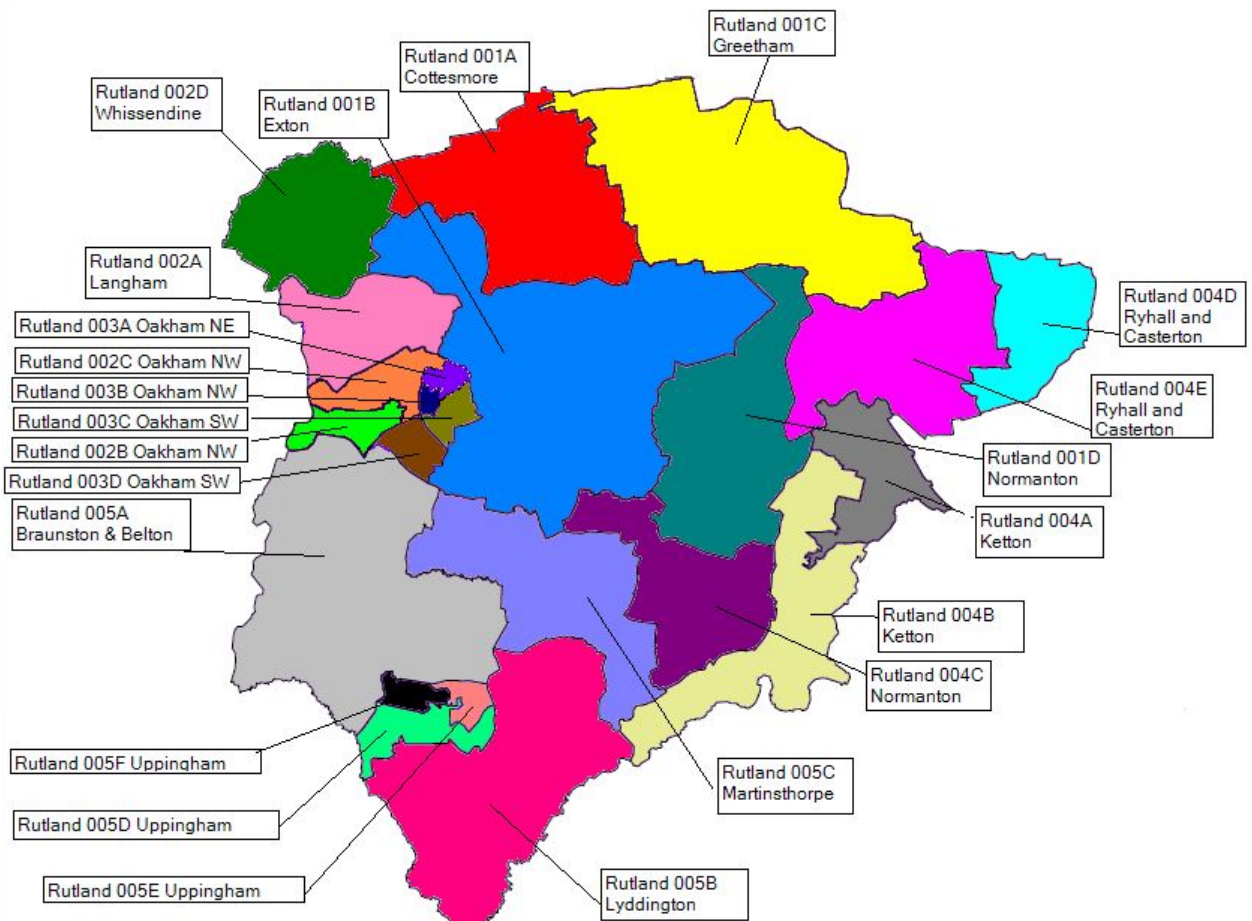 Rutland 001C
Greetham
Rutland 001A
Cottesmore
Rutland 002D
Whissendine
Rutland 001B
Exton
Rutland 002A
Langham
Rutland 003A Oakham NE
Rutland 002C Oakham NW
Rutland 003B Oakham NW
Rutland 003C Oakham SW
Rutland 002B Oakham NW
Rutland 003D Oakham SW
Rutland 005A
Braunston & Belton
Rutland 004D
Ryhall and
Casterton
Rutland 004E
Ryhall and
Casterton
Rutland 001D
Normanton
Rutland 004A
Ketton
Rutland 004B
Ketton
Rutland 004C
Normanton
Rutland 005F Uppingham
Rutland 005D Uppingham
Rutland 005E Uppingham
Rutland 005C
Martinsthorpe
Rutland 005B
Lyddington